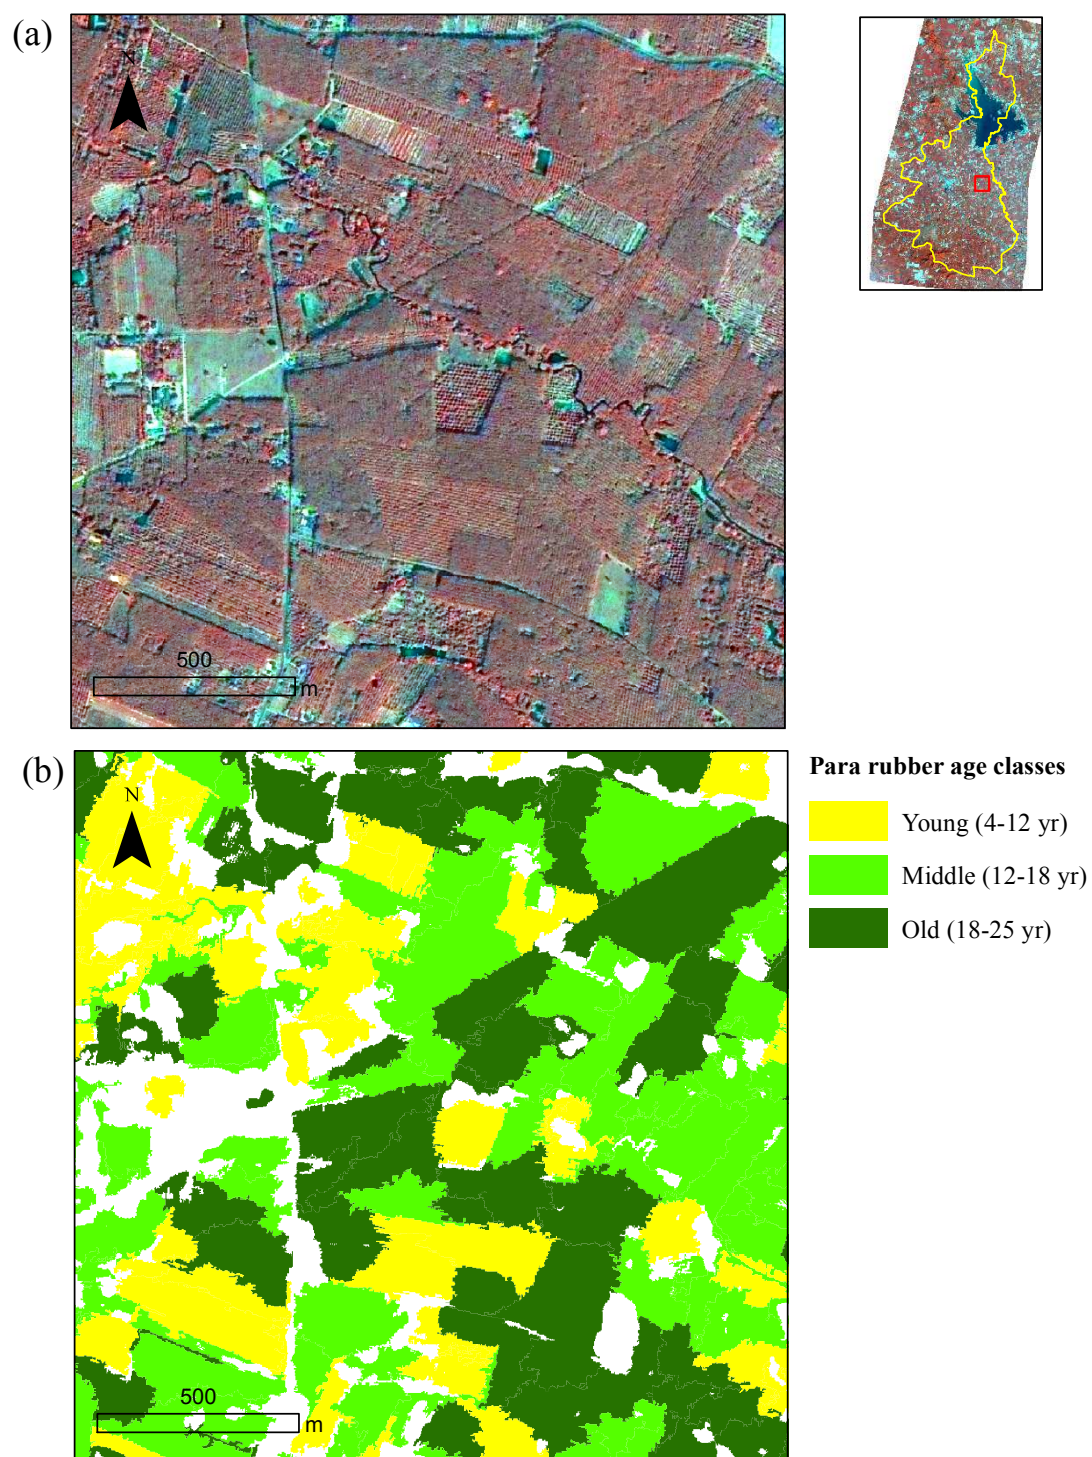 (a)
N
500
m
(b)
N
500
m
Para rubber age classes
Young (4-12 yr)
Middle (12-18 yr)
Old (18-25 yr)